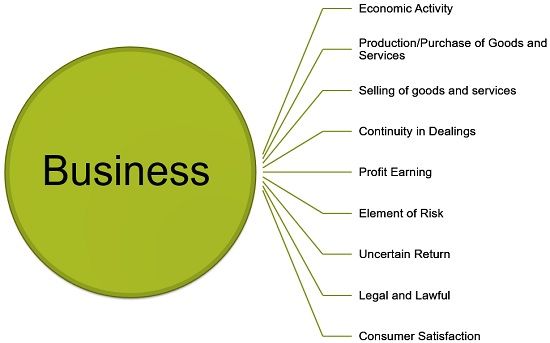 Business
Economic Activity
Production/Purchase of Goods and
Services
Selling of goods and services
Continuity in Dealings
Profit Earning
Element of Risk
Uncertain Return
Legal and Lawful
Consumer Satisfaction